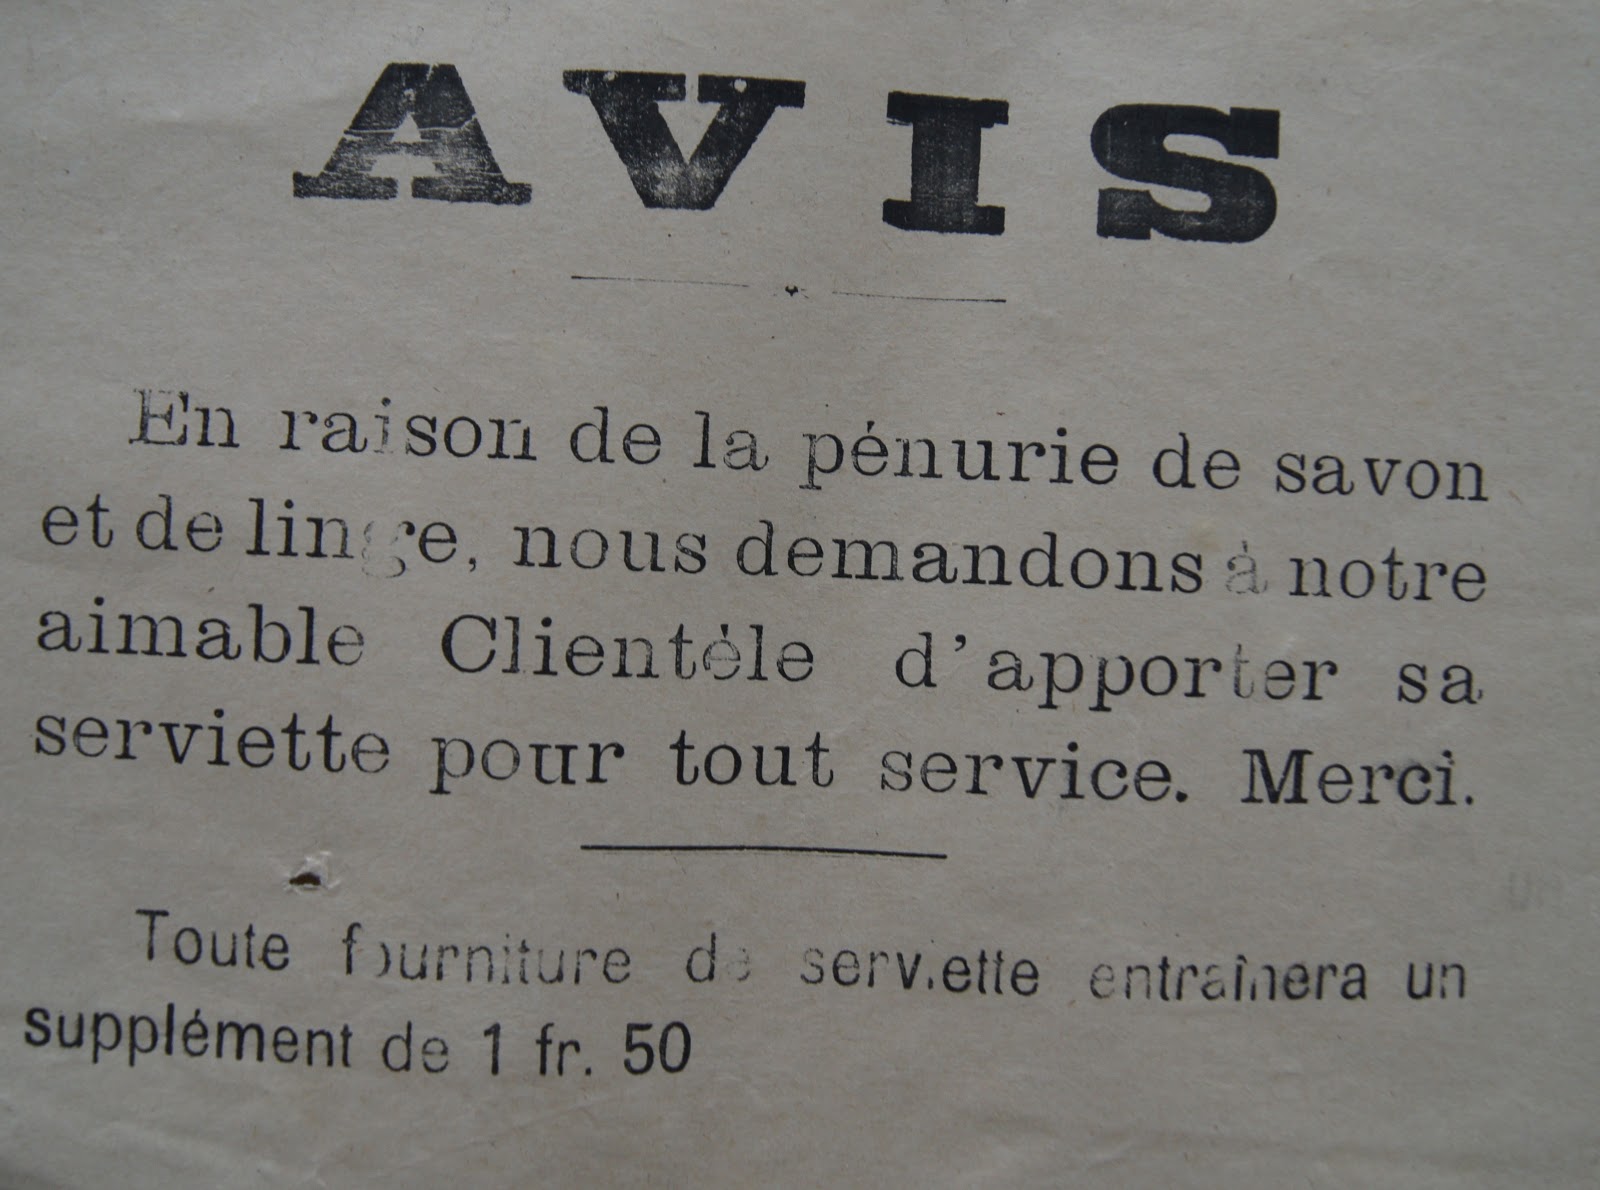 AVIS
En raison de la pénurie de savon
et de linge, nous demandons à notre
aimable Clientéle d'apporter sa
serviette pour tout service. Merci.
Toute fourniture de serviette entraînera un
supplément de 1 fr. 50